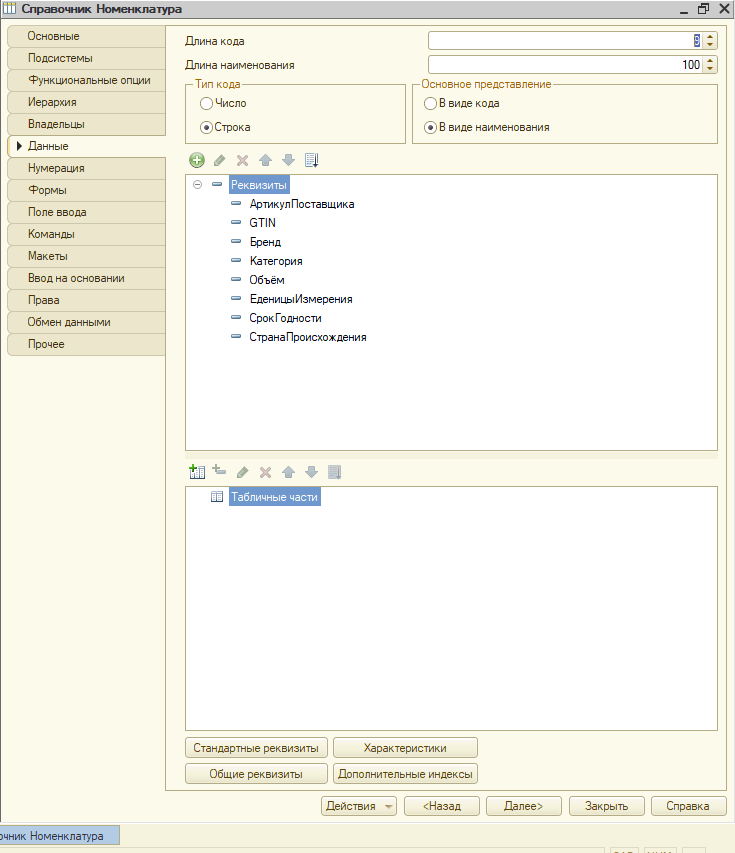 Справочник Номенклатура
Основные
Подсистемы
Функциональные опции
Иерархия
Владельцы
Данные
Нумерация
Формы
Поле ввода
Команды
Макеты
Ввод на основании
Права
Обмен данными
Прочее
Длина кода 9
Длина наименования 100
Тип кода
Число
Строка
Основное представление
В виде кода
В виде наименования
Реквизиты
АртикулПоставщика
GTIN
Бренд
Категория
Объём
ЕденицыИзмерения
СрокГодности
СтранаПроисхождения
Табличные части
Стандартные реквизиты Характеристики
Общие реквизиты Дополнительные индексы
Действия <Назад Далее> Закрыть Справка
очник Номенклатура